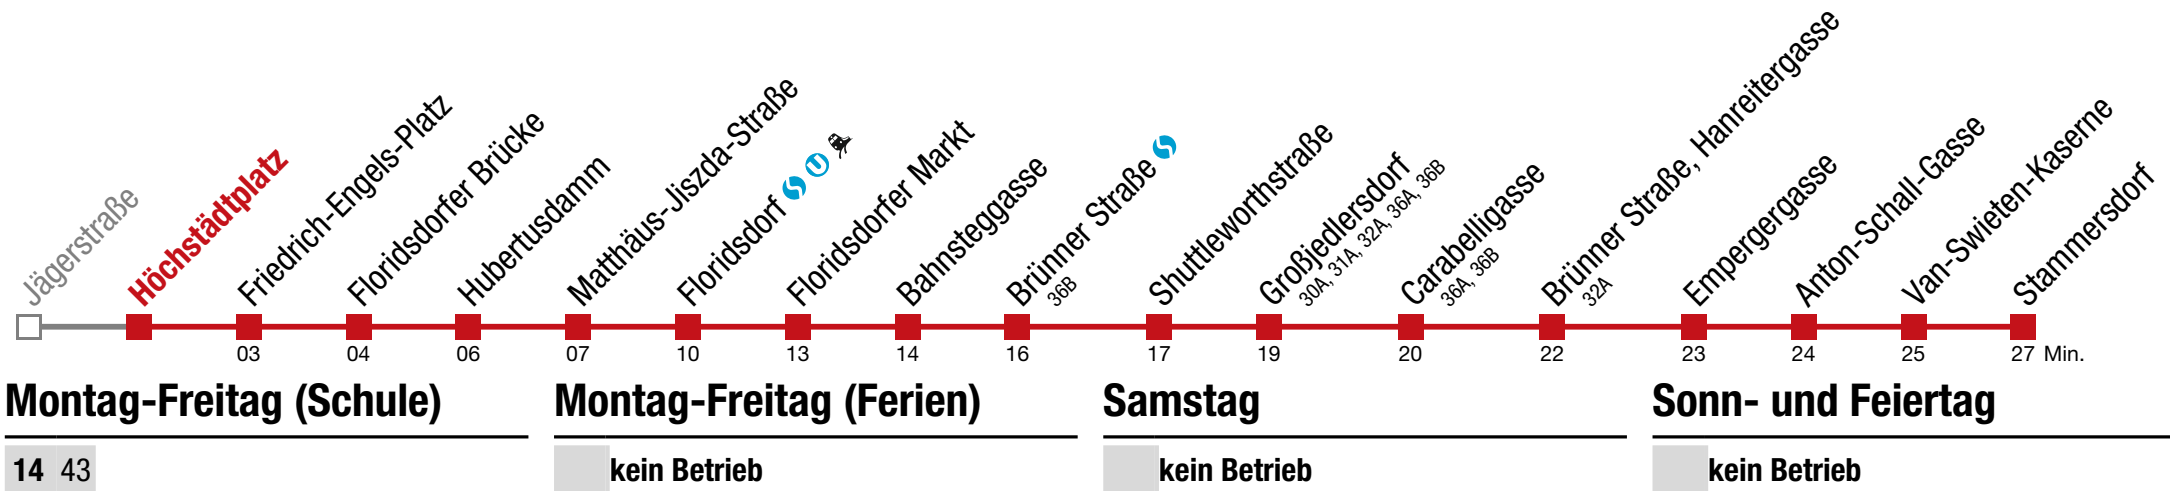 Jägerstraße
Höchstädtplatz
Friedrich-Engels-Platz
Floridsdorfer Brücke
Hubertusdamm
Matthäus-Jiszda-Straße
Floridsdorf
Floridsdorfer Markt
Bahnsteggasse
Brünner Straße
36B
Shuttleworthstraße
Großjedlersdorf
30A, 31A, 32A, 36A, 36B
Carabelligasse
36A, 36B
Brünner Straße, Hanreitergasse
32A
Empergergasse
Anton-Schall-Gasse
Van-Swieten-Kaserne
Stammersdorf
03 04 06 07 10 13 14 16 17 19 20 22 23 24 25 27 Min.
Montag-Freitag (Schule) Montag-Freitag (Ferien) Samstag Sonn- und Feiertag
14 43 kein Betrieb kein Betrieb kein Betrieb